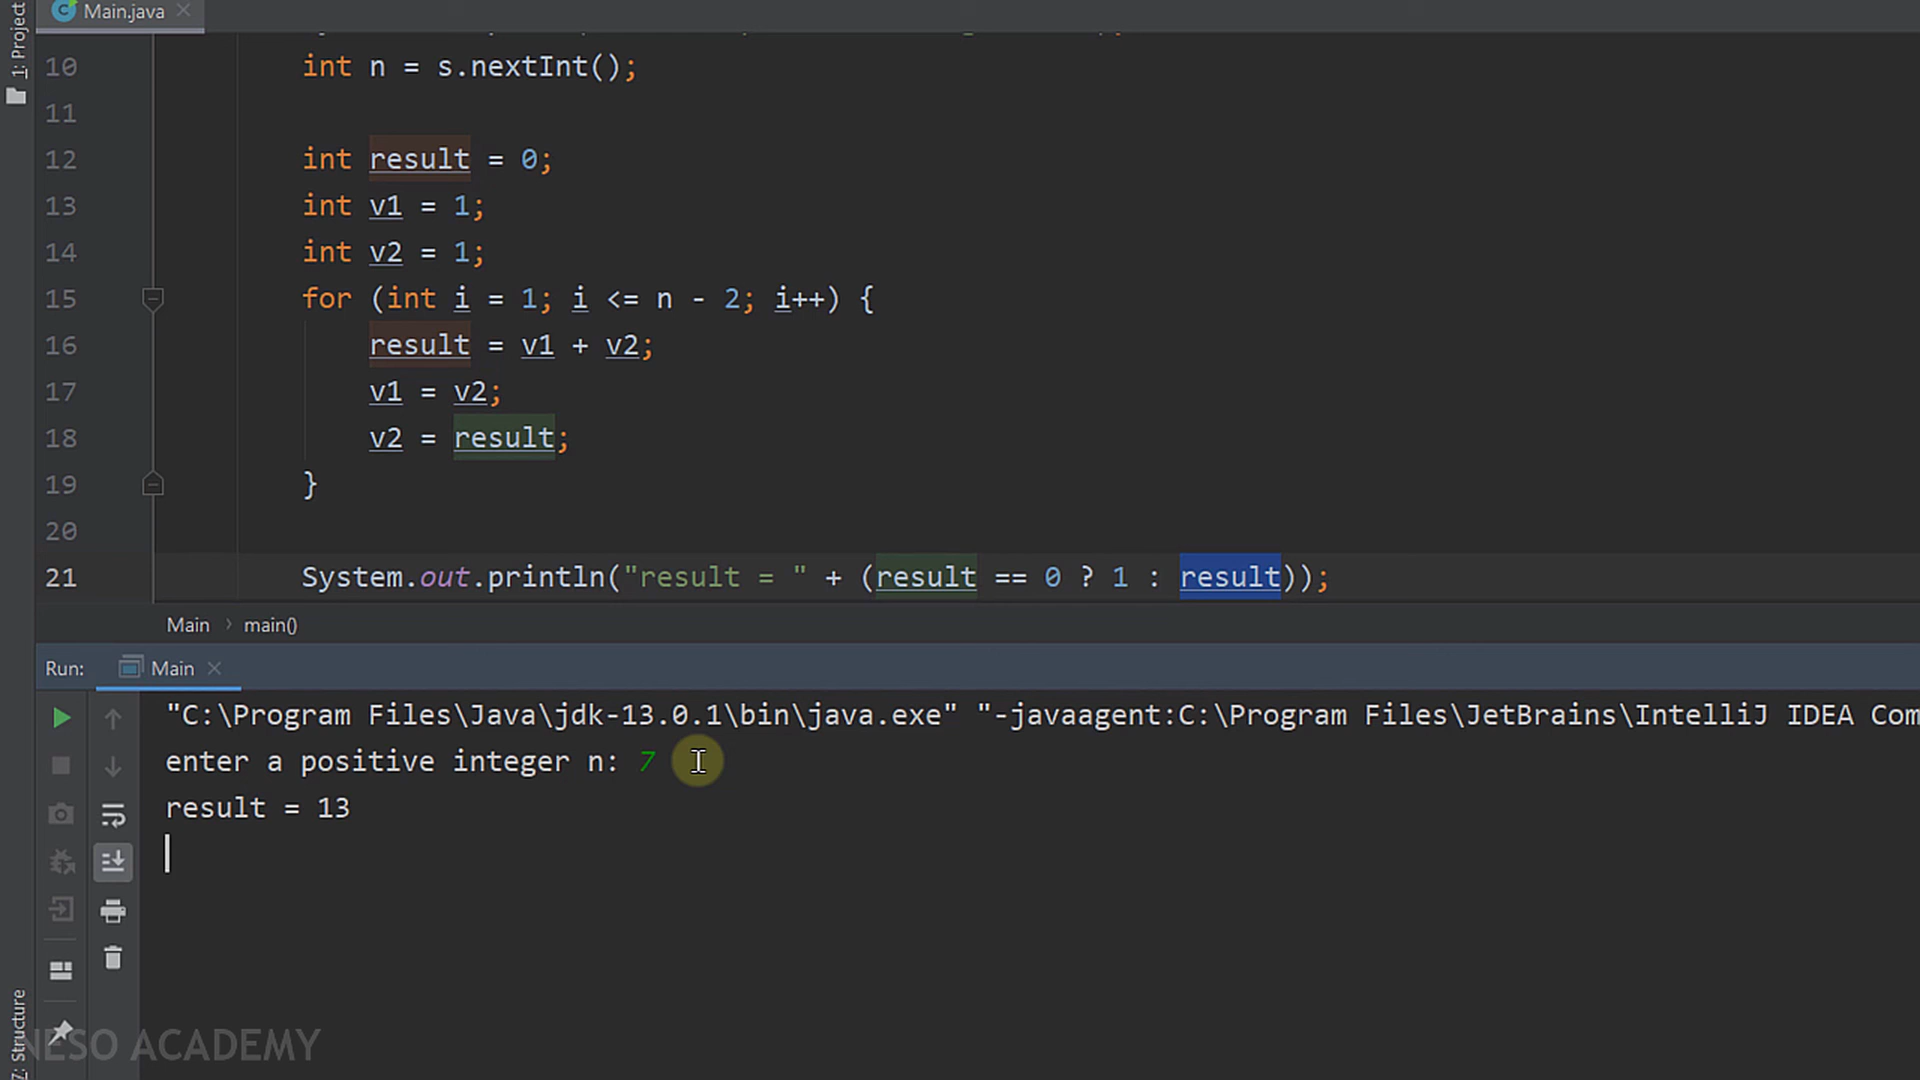 1: Project
Main.java
10 int n = s.nextInt();
11
12 int result = 0;
13 int v1 = 1;
14 int v2 = 1;
15 for (int i = 1; i <= n - 2; i++) {
16 result = v1 + v2;
17 v1 = v2;
18 v2 = result;
19 }
20
21 System.out.println("result = " + (result == 0 ? 1 : result));
Main › main()
Run: Main
"C:\Program Files\Java\jdk-13.0.1\bin\java.exe" "-javaagent:C:\Program Files\JetBrains\IntelliJ IDEA Com
enter a positive integer n: 7
result = 13
Z: Structure
NESO ACADEMY